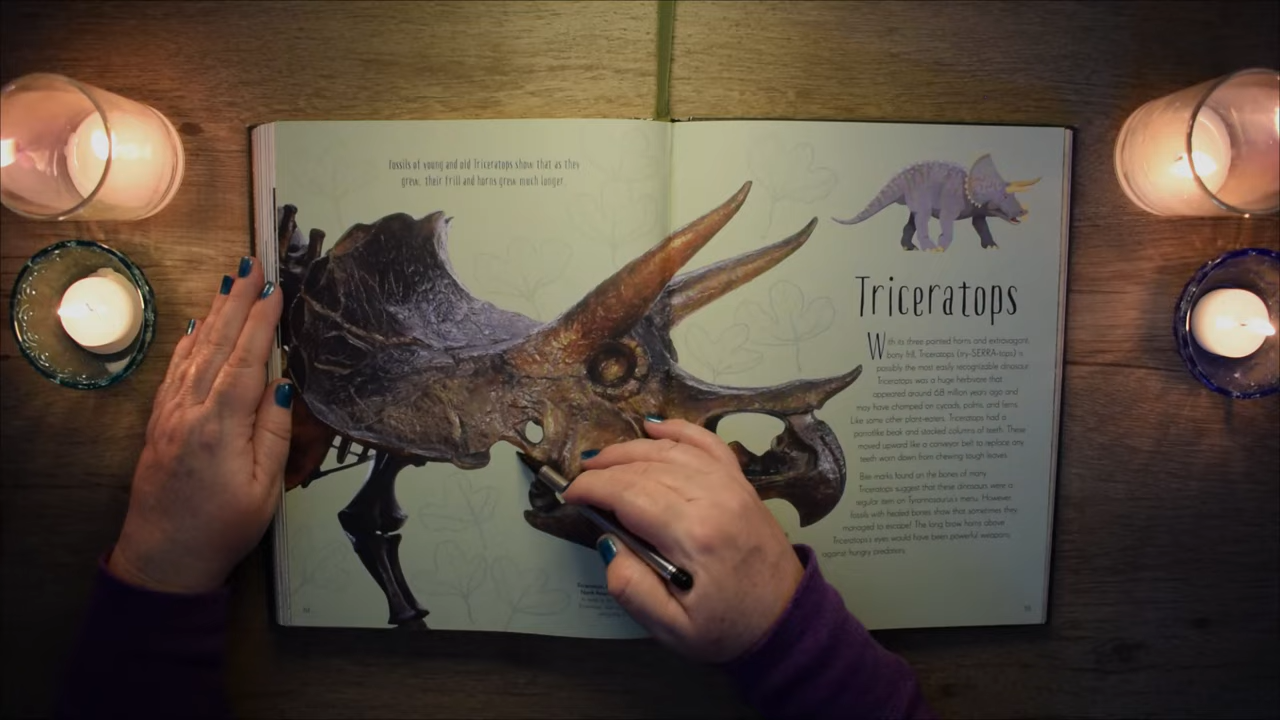 Fossils of young and old Triceratops show that as they
grew, their frill and horns grew much longer.
Triceratops
With its three pointed horns and extravagant,
bony frill, Triceratops (try-SERRA-tops) is
possibly the most easily recognizable dinosaur.
Triceratops was a huge herbivore that
appeared around 68 million years ago and
may have chomped on cycads, palms, and ferns.
Like some other plant-eaters, Triceratops had a
parrotlike beak and stacked columns of teeth. These
moved upward like a conveyor belt to replace any
teeth worn down from chewing tough leaves.
Bite marks found on the bones of many
Triceratops suggest that these dinosaurs were a
regular item on Tyrannosaurus's menu. However,
fossils with healed bones show that sometimes they
managed to escape! The long brow horns above
Triceratops's eyes would have been powerful weapons
against hungry predators.